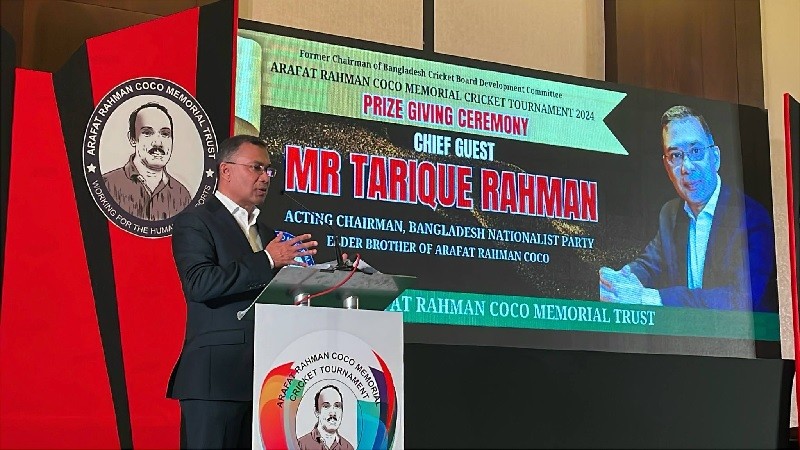 ARAFAT RAHMAN COCO MEMORIAL TRUST
WORKING FOR THE HUMAN
SPORTS
Former Chairman of Bangladesh Cricket Board Development Committee
ARAFAT RAHMAN COCO MEMORIAL CRICKET TOURNAMENT 2024
PRIZE GIVING CEREMONY
CHIEF GUEST
MR TARIQUE RAHMAN
ACTING CHAIRMAN, BANGLADESH NATIONALIST PARTY
ELDER BROTHER OF ARAFAT RAHMAN COCO
RAHMAN COCO MEMORIAL TRUST
ARAFAT RAHMAN COCO MEMORIAL
CRICKET TOURNAMENT